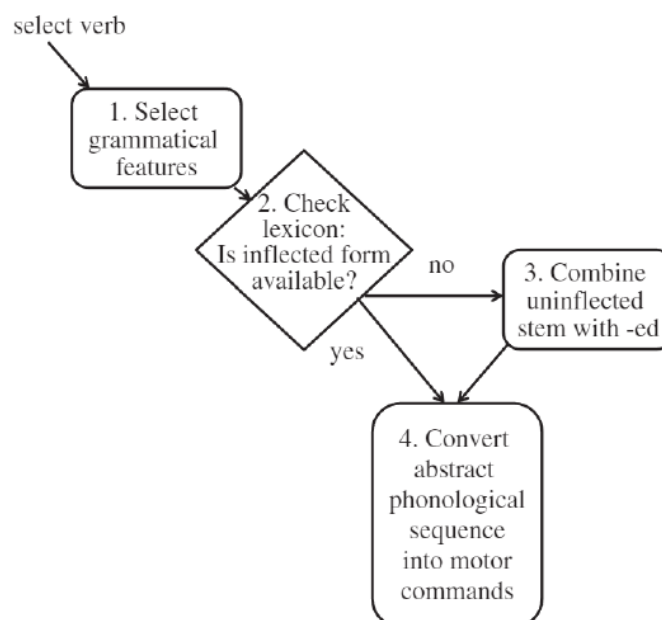 select verb
1. Select
grammatical
features
2. Check
lexicon:
Is inflected form
available?
no
3. Combine
uninflected
stem with -ed
yes
4. Convert
abstract
phonological
sequence
into motor
commands